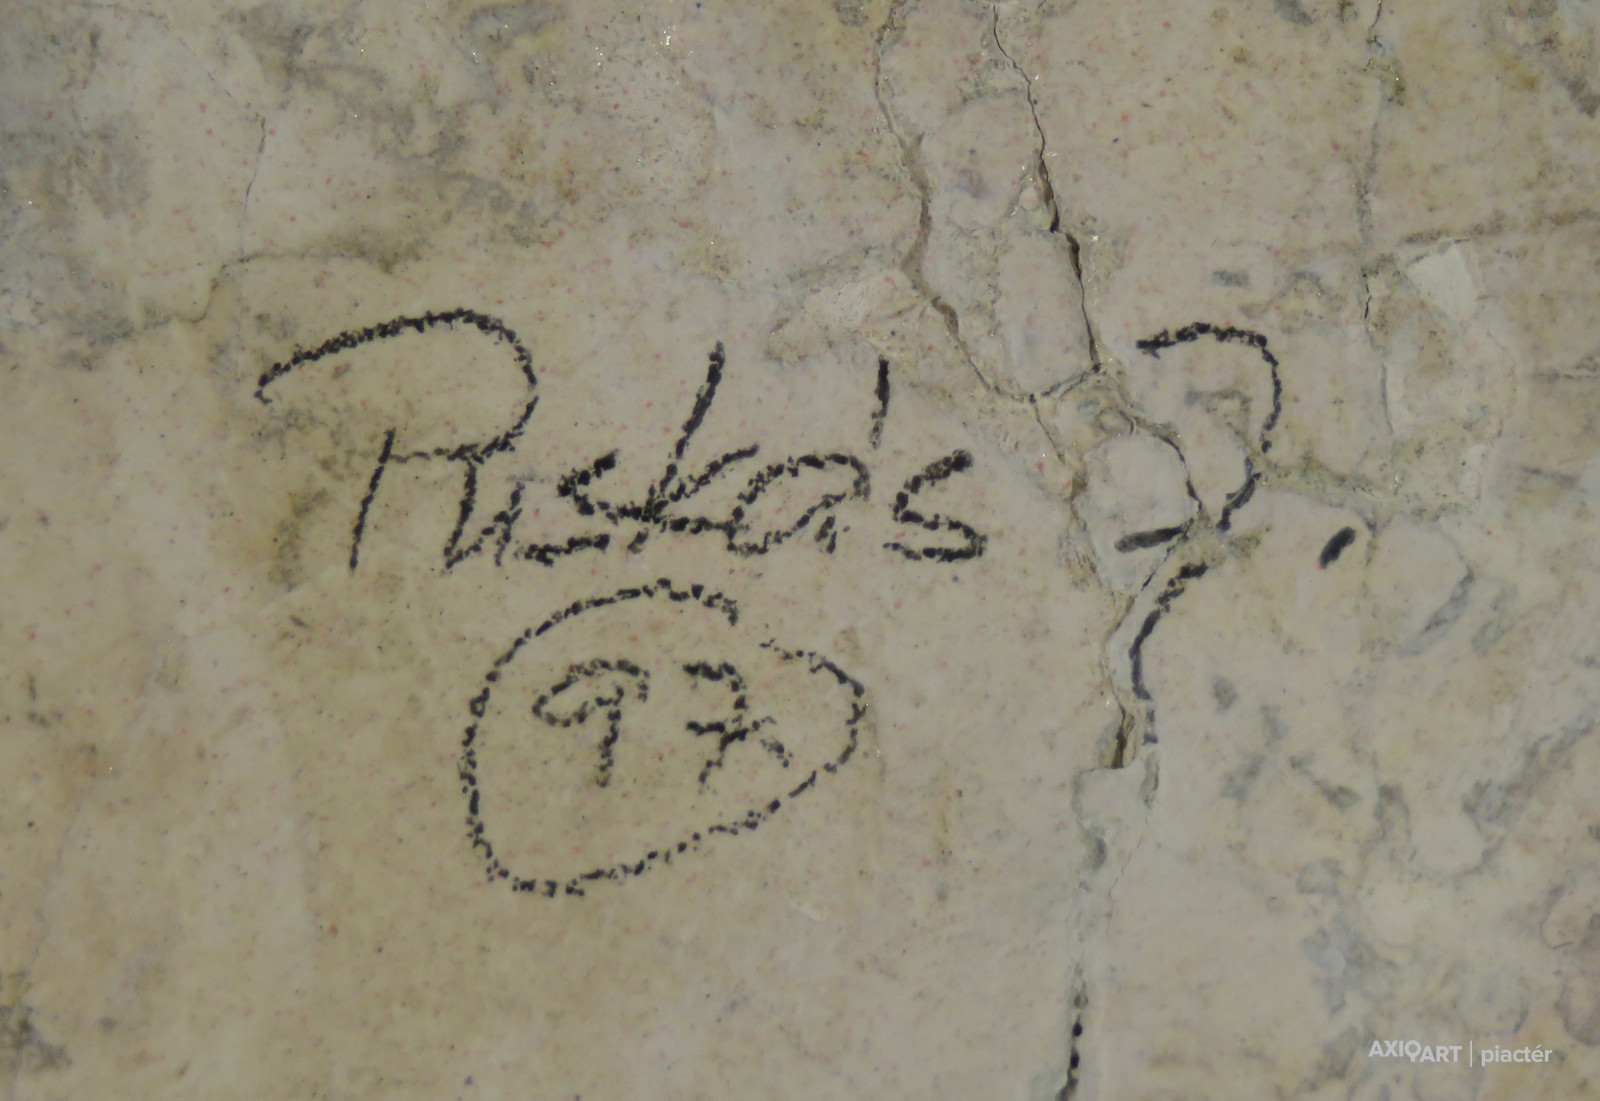 Puskás J.
97
AXIOART | piactér